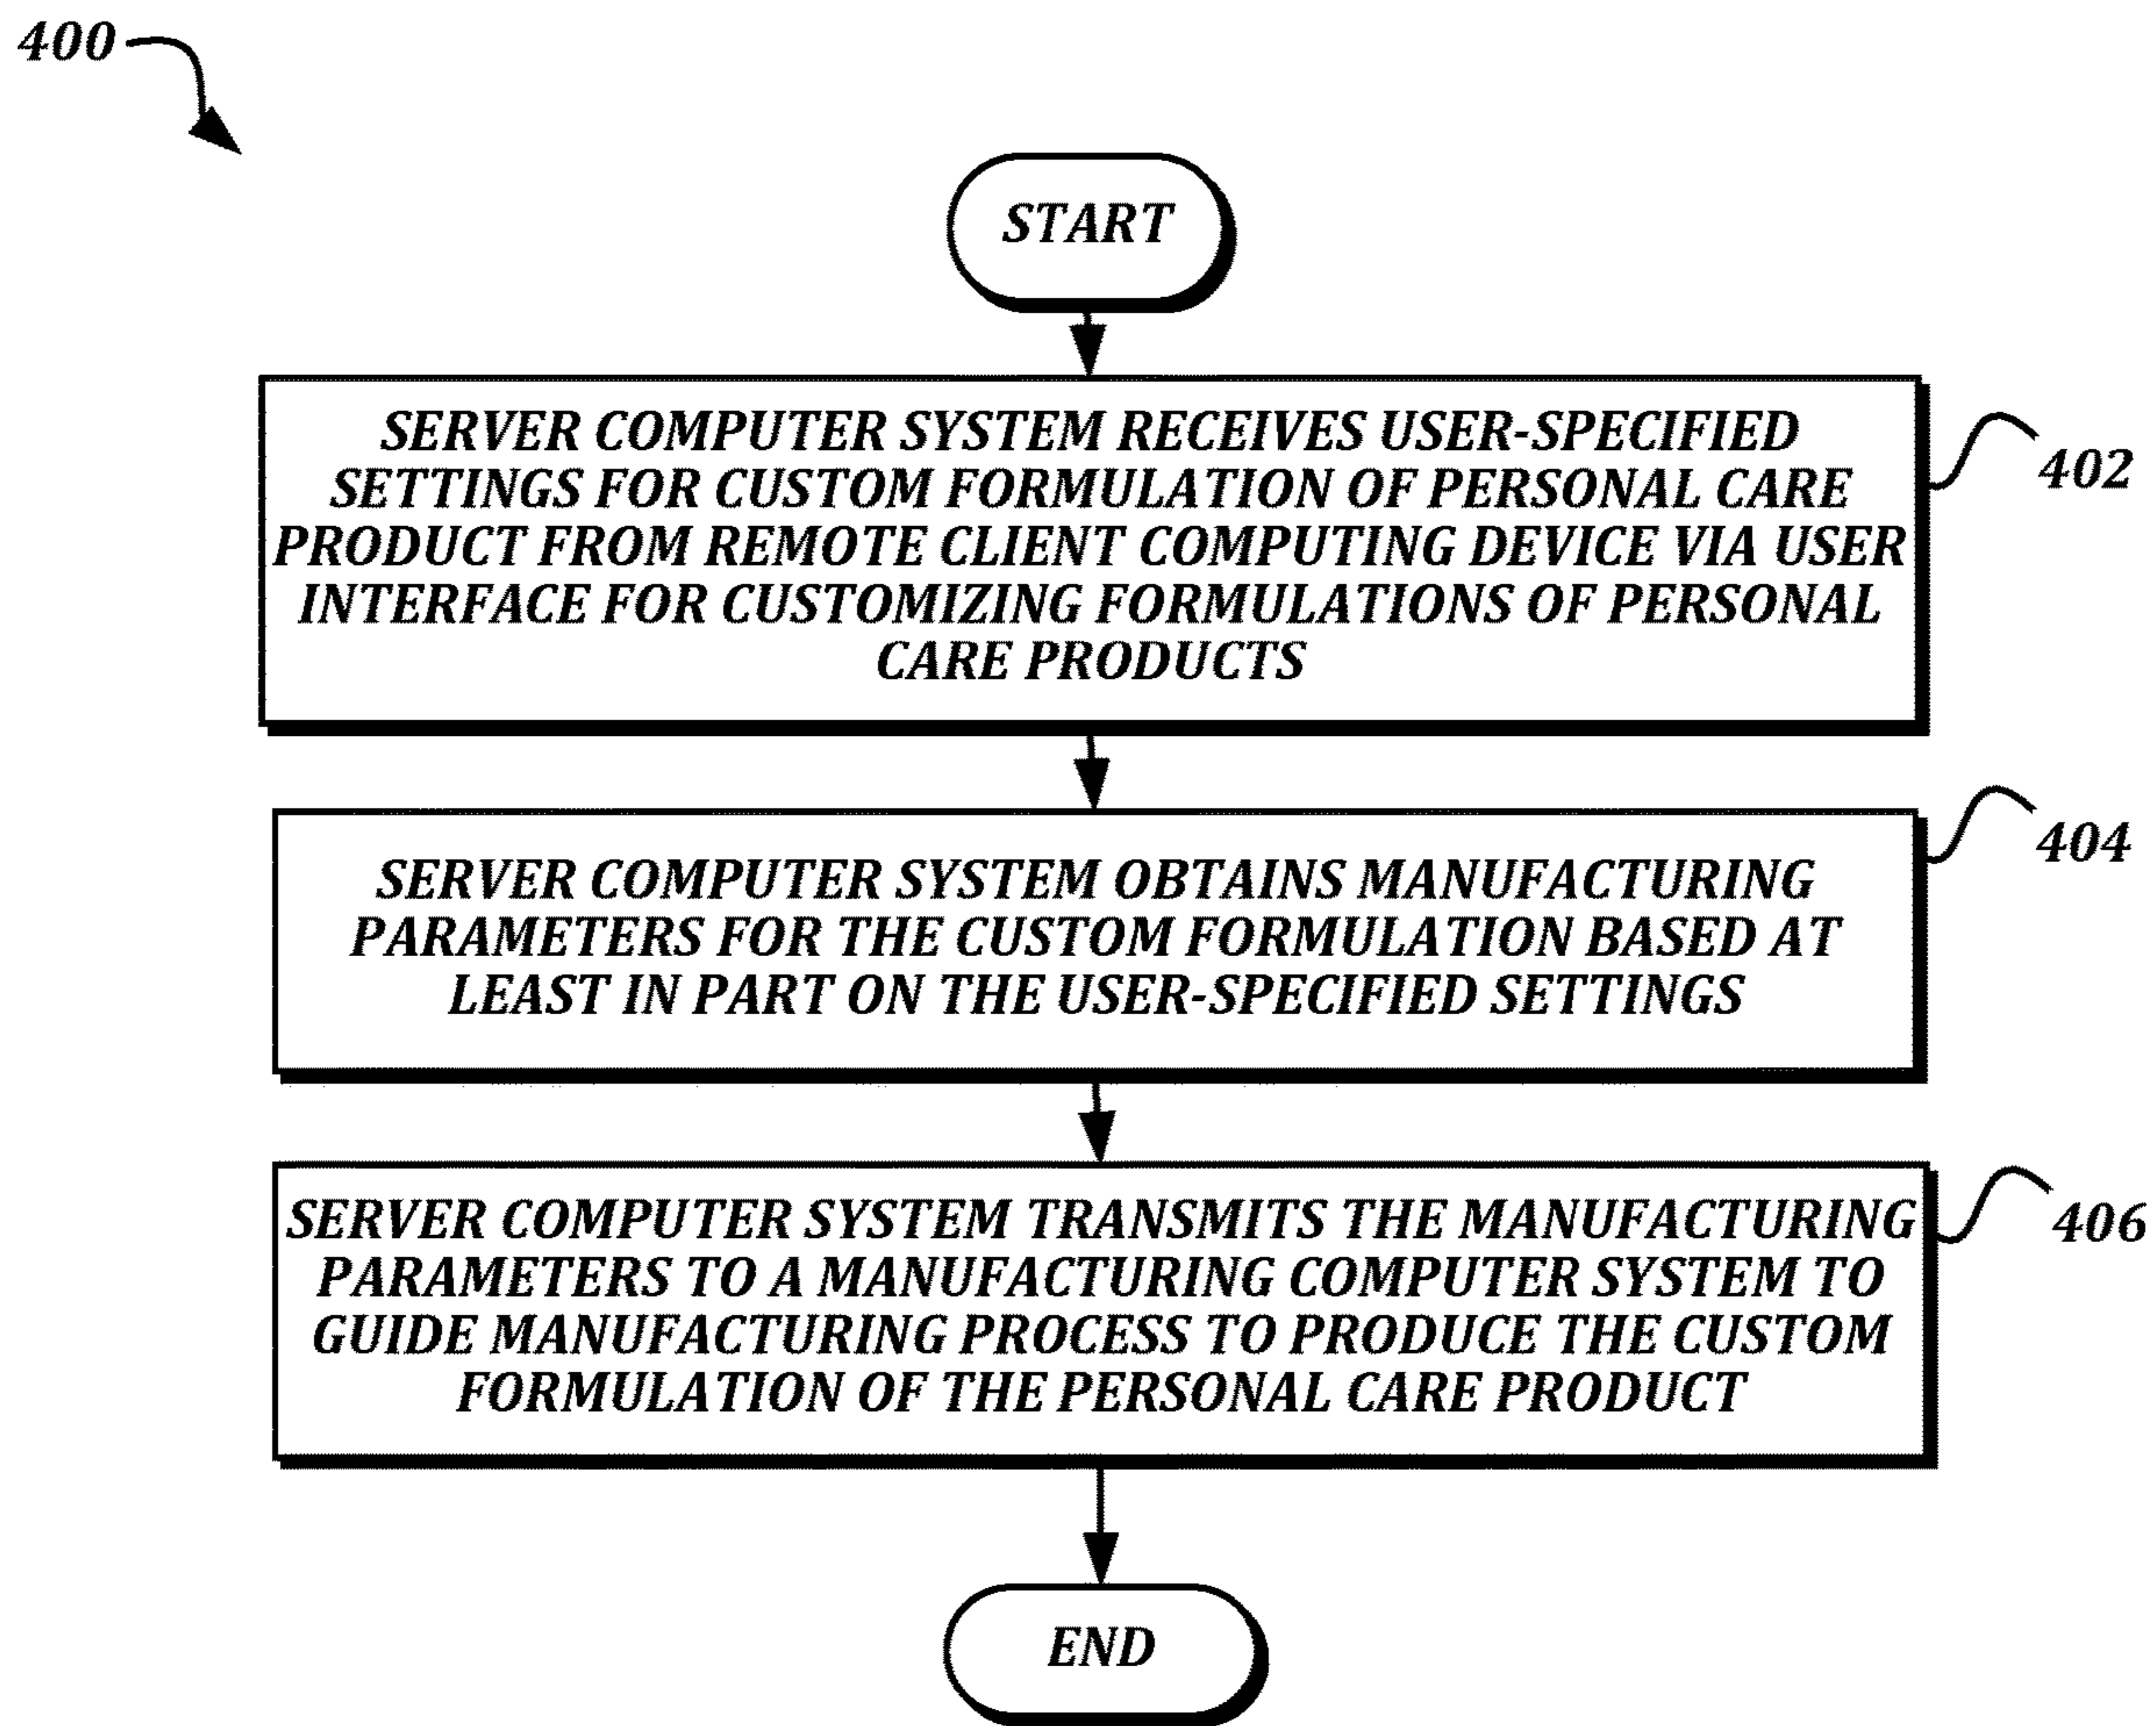 400
START
SERVER COMPUTER SYSTEM RECEIVES USER-SPECIFIED
SETTINGS FOR CUSTOM FORMULATION OF PERSONAL CARE
PRODUCT FROM REMOTE CLIENT COMPUTING DEVICE VIA USER
INTERFACE FOR CUSTOMIZING FORMULATIONS OF PERSONAL
CARE PRODUCTS
402
SERVER COMPUTER SYSTEM OBTAINS MANUFACTURING
PARAMETERS FOR THE CUSTOM FORMULATION BASED AT
LEAST IN PART ON THE USER-SPECIFIED SETTINGS
404
SERVER COMPUTER SYSTEM TRANSMITS THE MANUFACTURING
PARAMETERS TO A MANUFACTURING COMPUTER SYSTEM TO
GUIDE MANUFACTURING PROCESS TO PRODUCE THE CUSTOM
FORMULATION OF THE PERSONAL CARE PRODUCT
406
END